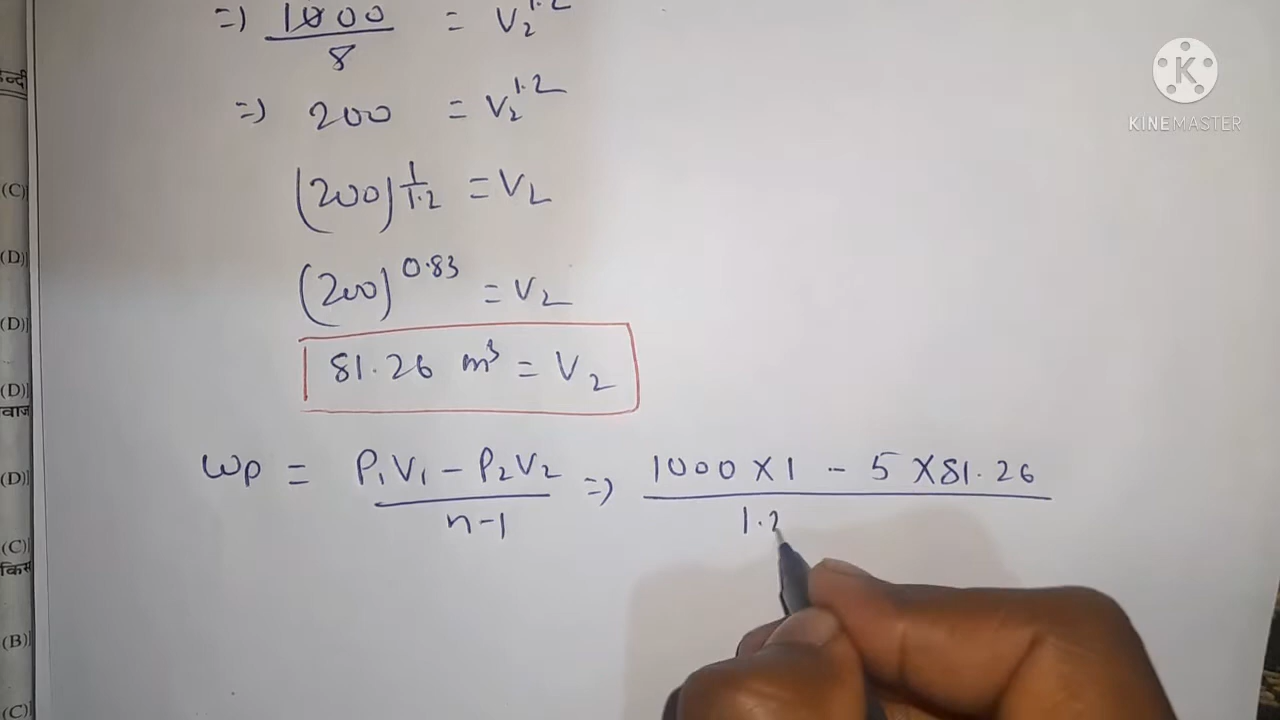 =) 1000/8 = V₂^1.2
=) 200 = V₂^1.2
(200)^1/1.2 = V₂
(200)^0.83 = V₂
81.26 m³ = V₂
Wp = P₁V₁ - P₂V₂ / n-1 =) 1000 X 1 - 5 X 81.26 / 1.2
KINEMASTER
(C)
(D)
(D)
(D)
(D)
(C)
(B)
(C)